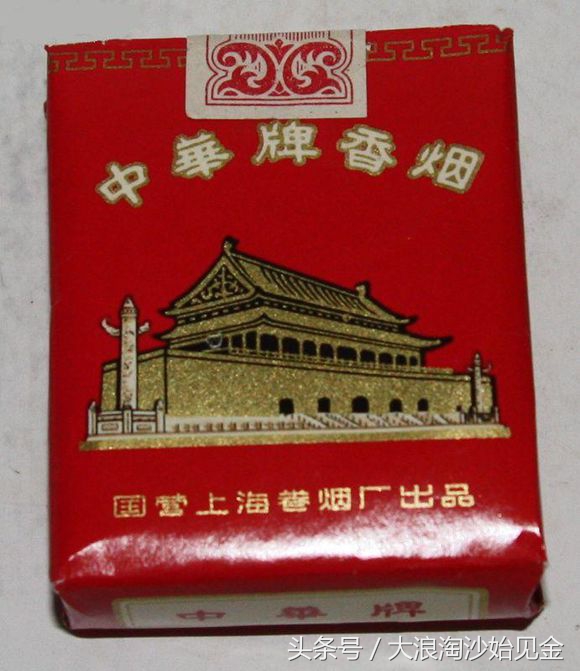 中華牌香烟
国营上海卷烟厂出品
中華牌
头条号 / 大浪淘沙始见金